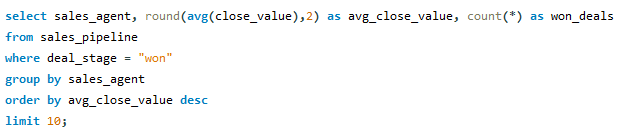 select sales_agent, round(avg(close_value),2) as avg_close_value, count(*) as won_deals
from sales_pipeline
where deal_stage = "won"
group by sales_agent
order by avg_close_value desc
limit 10;